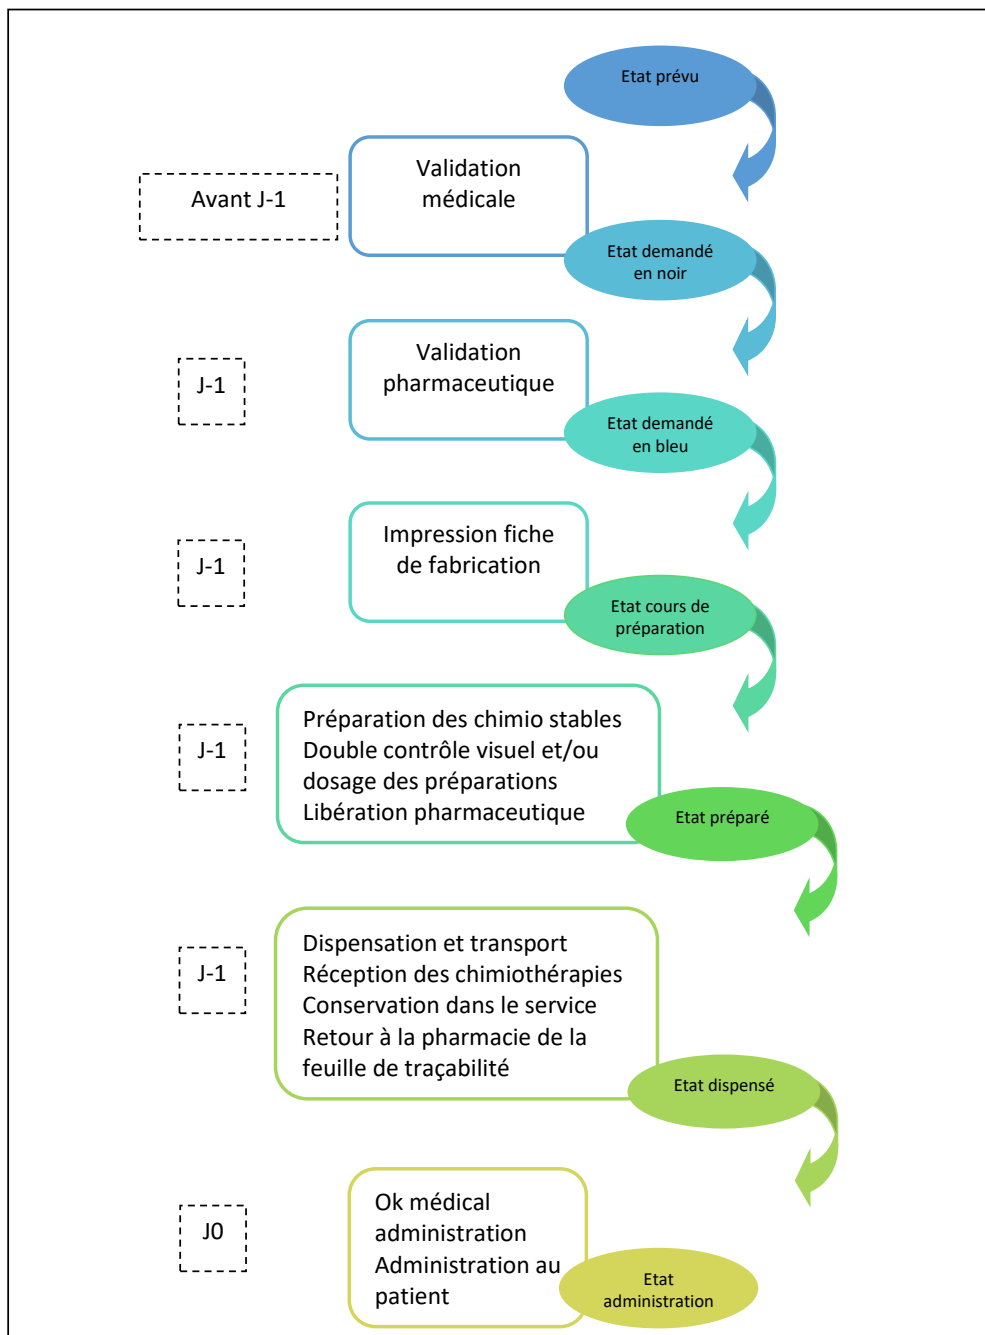 Etat prévu
Avant J-1
Validation
médicale
Etat demandé
en noir
J-1
Validation
pharmaceutique
Etat demandé
en bleu
J-1
Impression fiche
de fabrication
Etat cours de
préparation
J-1
Préparation des chimio stables
Double contrôle visuel et/ou
dosage des préparations
Libération pharmaceutique
Etat préparé
J-1
Dispensation et transport
Réception des chimiothérapies
Conservation dans le service
Retour à la pharmacie de la
feuille de traçabilité
Etat dispensé
J0
Ok médical
administration
Administration au
patient
Etat
administration